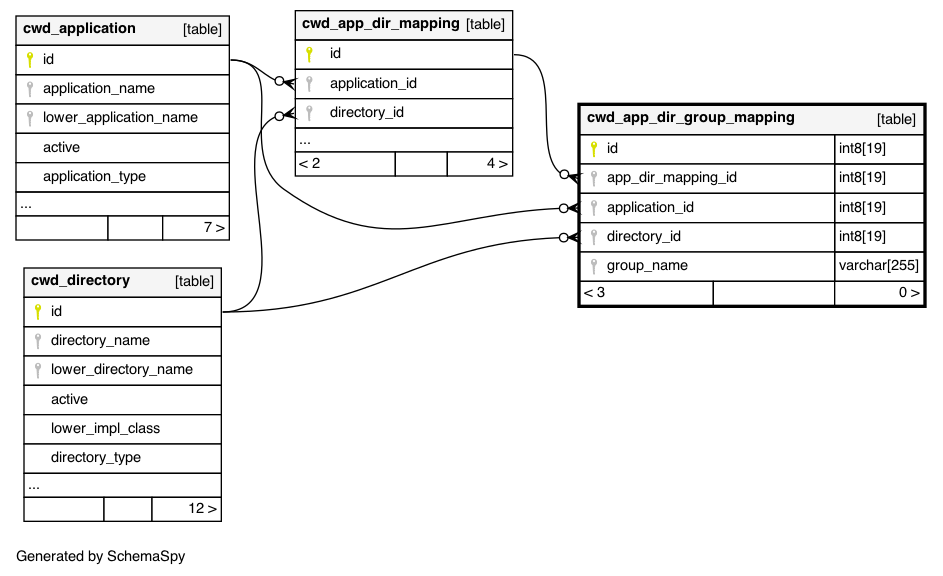 cwd_application [table]
id
application_name
lower_application_name
active
application_type
...
7 >
cwd_app_dir_mapping [table]
id
application_id
directory_id
...
< 2 4 >
cwd_app_dir_group_mapping [table]
id int8[19]
app_dir_mapping_id int8[19]
application_id int8[19]
directory_id int8[19]
group_name varchar[255]
< 3 0 >
cwd_directory [table]
id
directory_name
lower_directory_name
active
lower_impl_class
directory_type
...
12 >
Generated by SchemaSpy